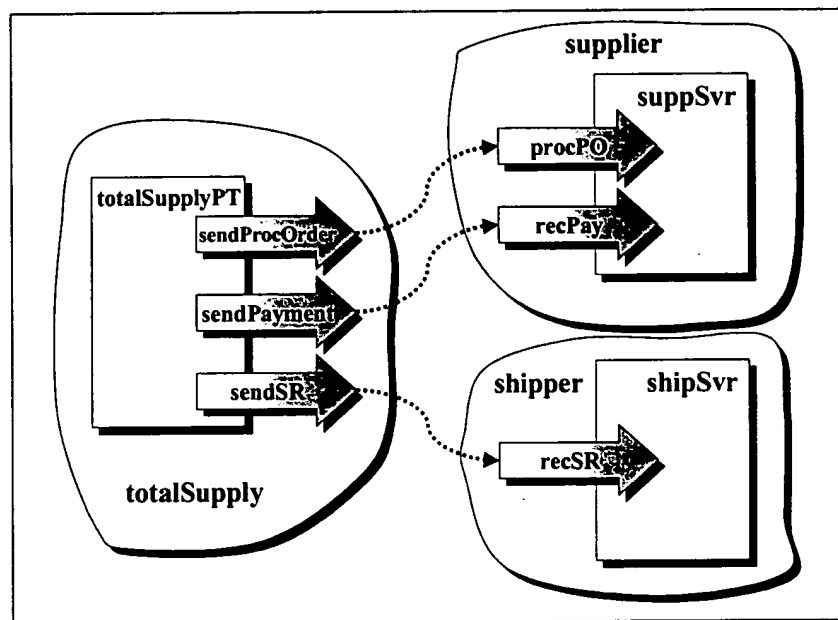 supplier
suppSvr
procPO
totalSupplyPT
sendProcOrder
recPay
sendPayment
shipper
shipSvr
sendSR
recSR
totalSupply